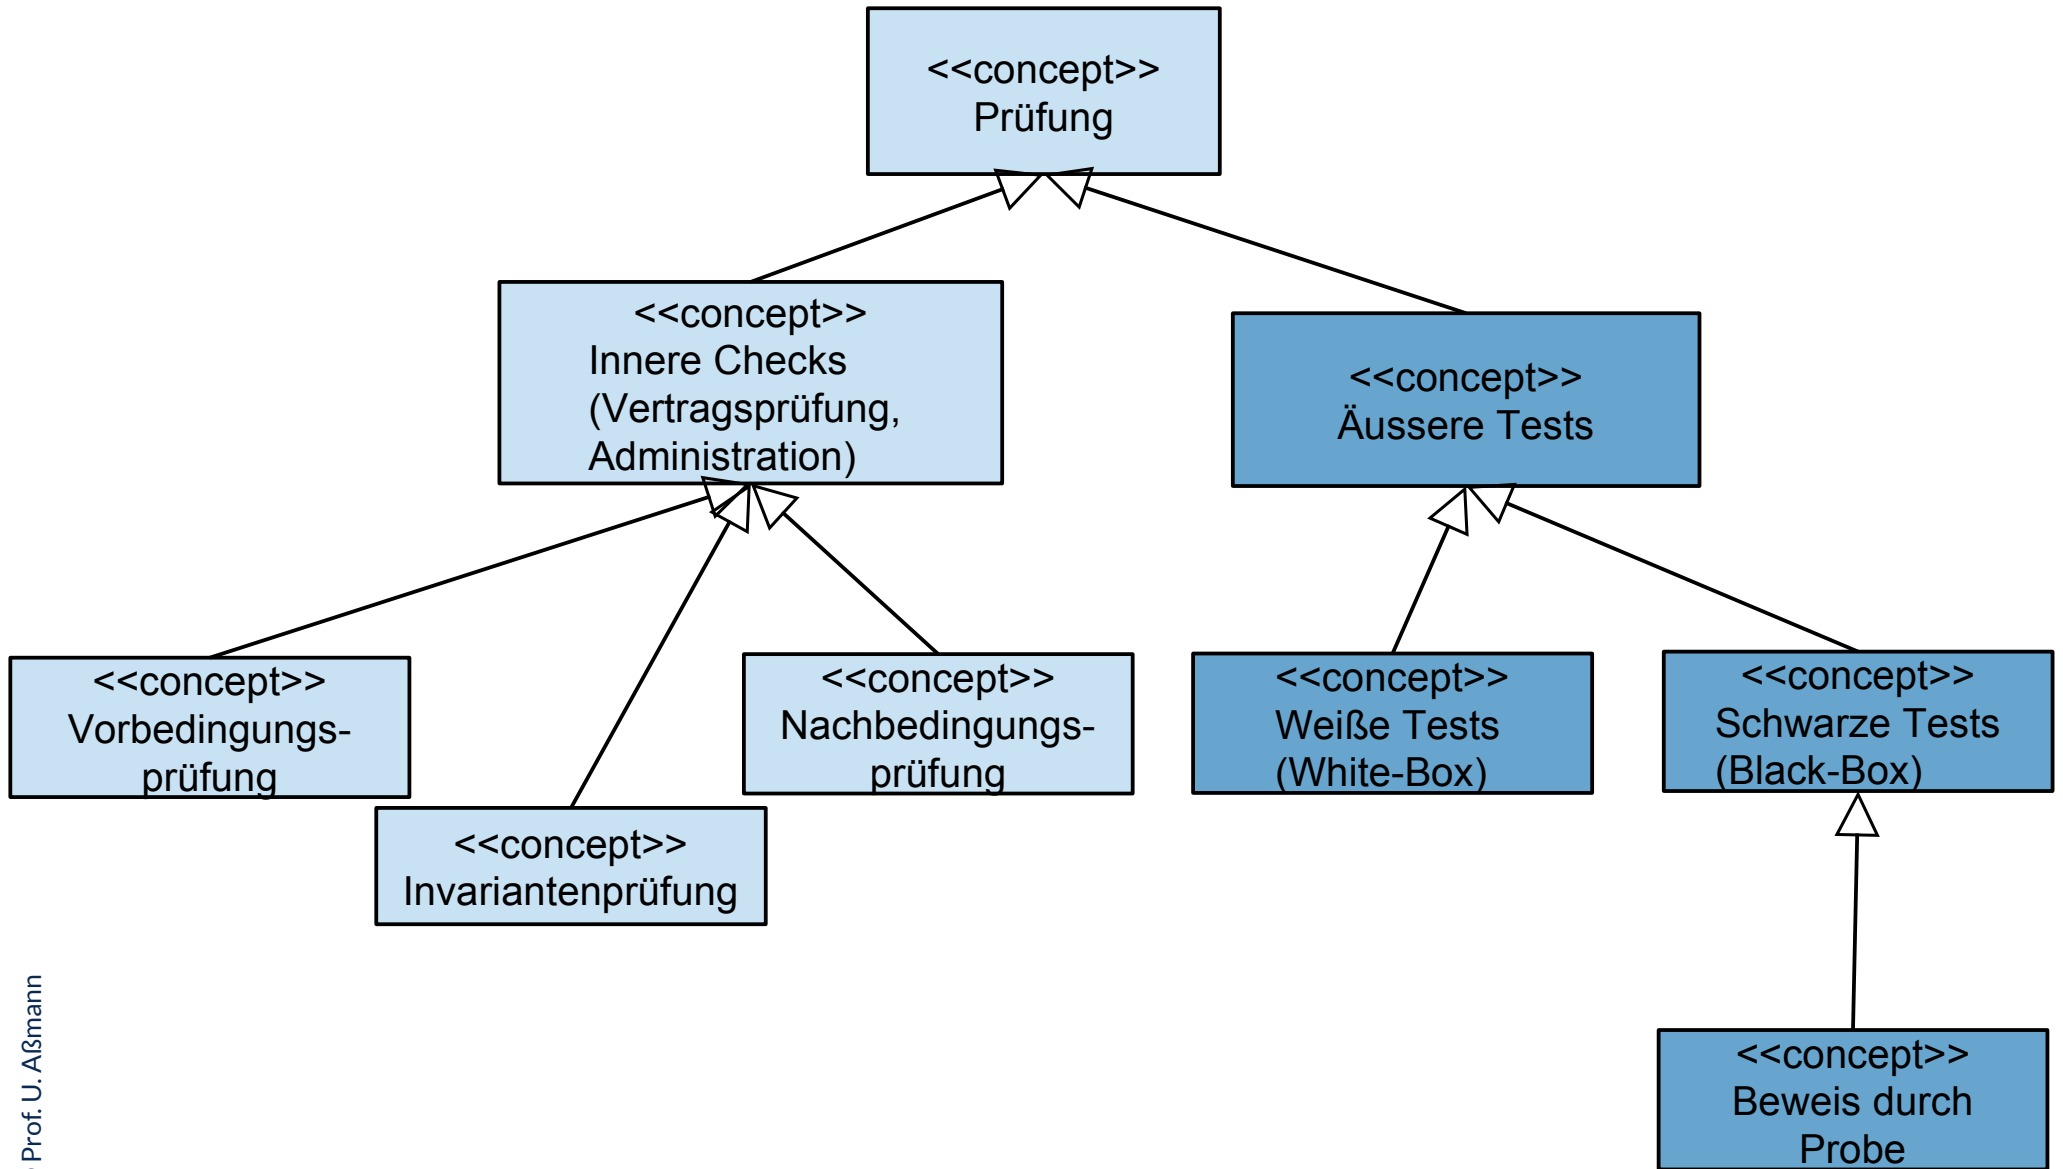 <<concept>>
Prüfung
<<concept>>
Innere Checks
(Vertragsprüfung,
Administration)
<<concept>>
Äussere Tests
<<concept>>
Vorbedingungs-
prüfung
<<concept>>
Nachbedingungs-
prüfung
<<concept>>
Weiße Tests
(White-Box)
<<concept>>
Schwarze Tests
(Black-Box)
<<concept>>
Invariantenprüfung
<<concept>>
Beweis durch
Probe
Prof. U. Aßmann